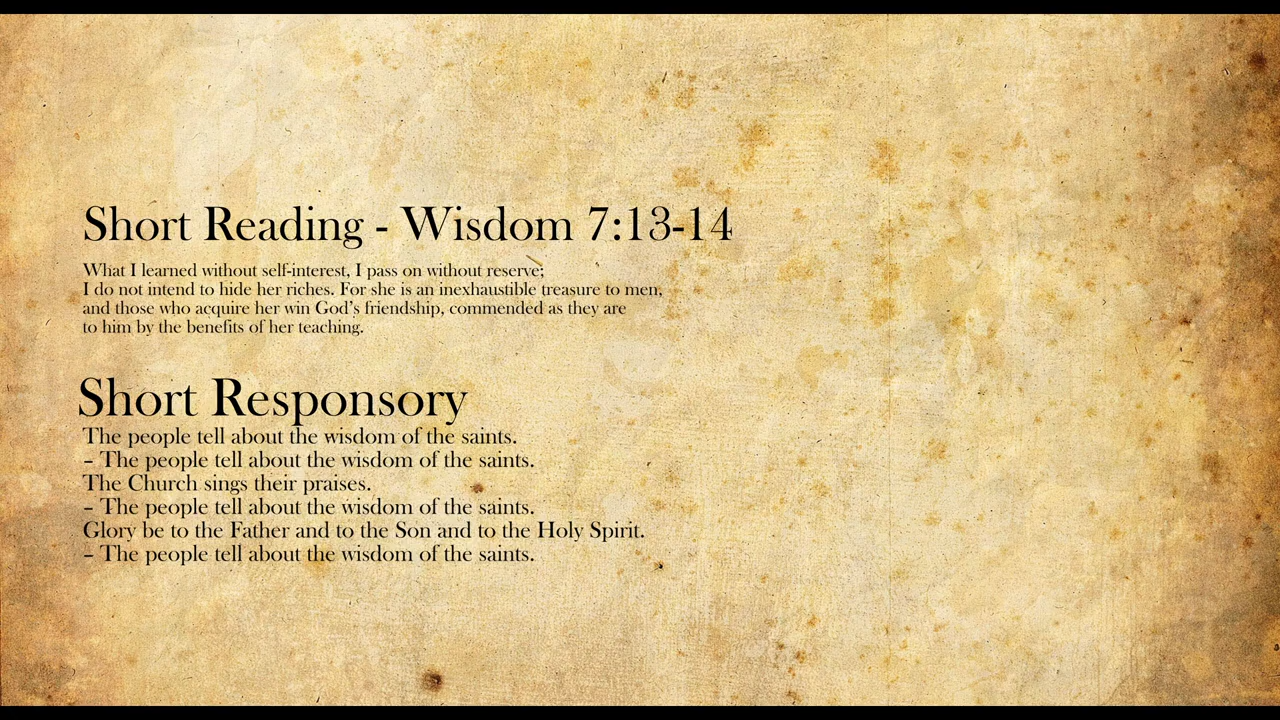 Short Reading - Wisdom 7:13-14
What I learned without self-interest, I pass on without reserve;
I do not intend to hide her riches. For she is an inexhaustible treasure to men,
and those who acquire her win God’s friendship, commended as they are
to him by the benefits of her teaching.
Short Responsory
The people tell about the wisdom of the saints.
– The people tell about the wisdom of the saints.
The Church sings their praises.
– The people tell about the wisdom of the saints.
Glory be to the Father and to the Son and to the Holy Spirit.
– The people tell about the wisdom of the saints.